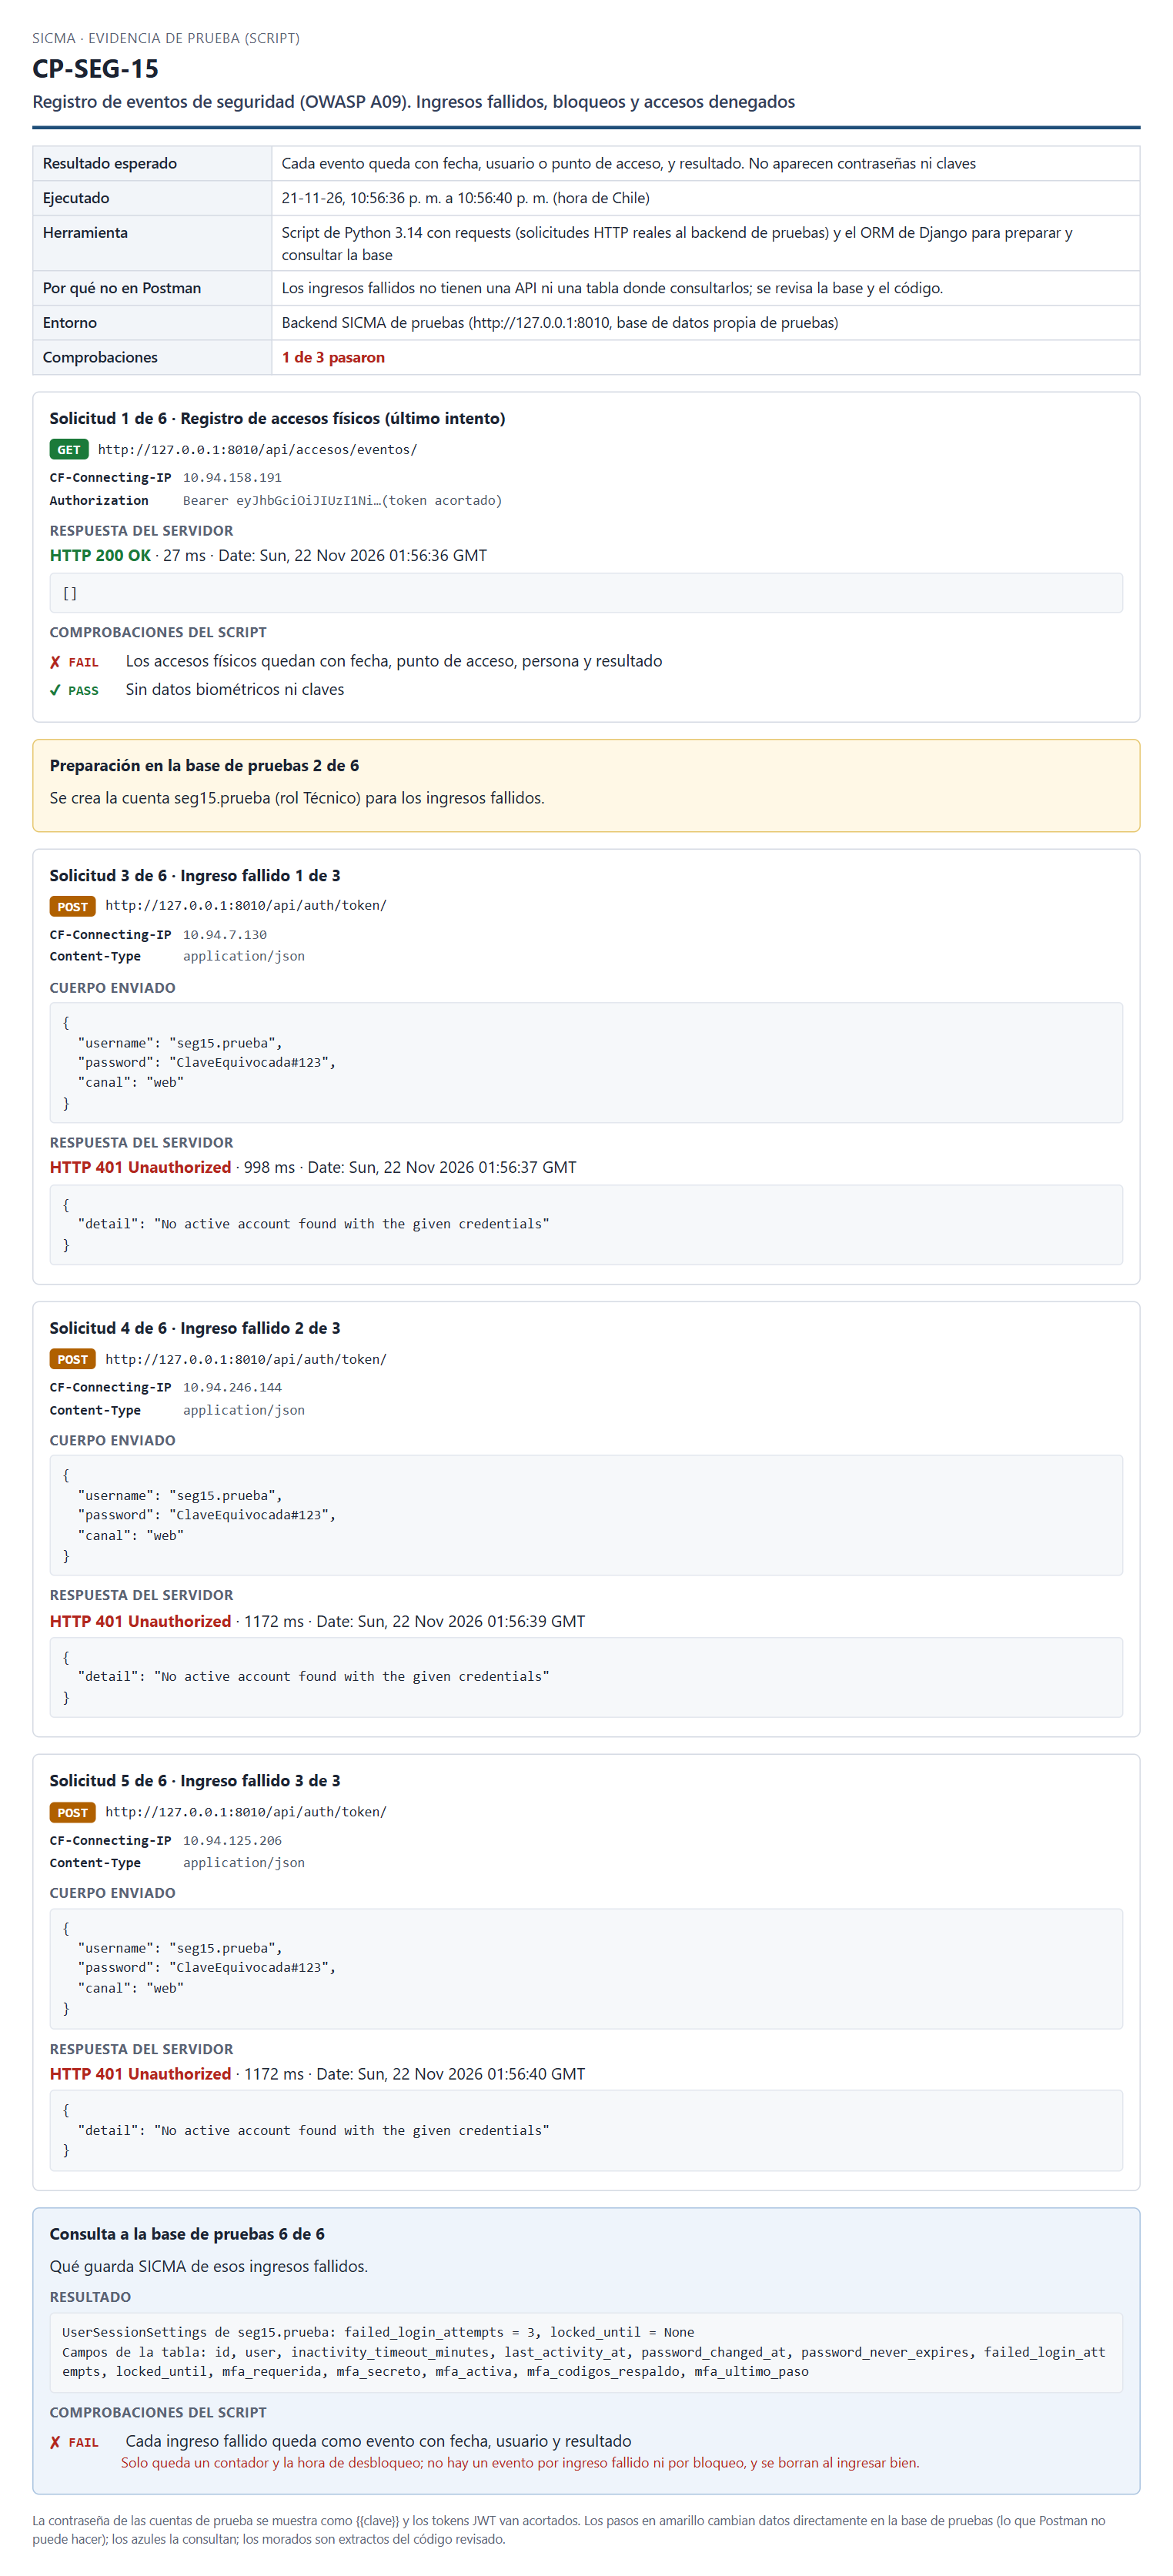 SICMA · EVIDENCIA DE PRUEBA (SCRIPT)
CP-SEG-15
Registro de eventos de seguridad (OWASP A09). Ingresos fallidos, bloqueos y accesos denegados
Resultado esperado Cada evento queda con fecha, usuario o punto de acceso, y resultado. No aparecen contraseñas ni claves
Ejecutado 21-11-26, 10:56:36 p. m. a 10:56:40 p. m. (hora de Chile)
Herramienta Script de Python 3.14 con requests (solicitudes HTTP reales al backend de pruebas) y el ORM de Django para preparar y
consultar la base
Por qué no en Postman Los ingresos fallidos no tienen una API ni una tabla donde consultarlos; se revisa la base y el código.
Entorno Backend SICMA de pruebas (http://127.0.0.1:8010, base de datos propia de pruebas)
Comprobaciones 1 de 3 pasaron
Solicitud 1 de 6 · Registro de accesos físicos (último intento)
GET http://127.0.0.1:8010/api/accesos/eventos/
CF-Connecting-IP 10.94.158.191
Authorization Bearer eyJhbGciOiJIUzI1Ni…(token acortado)
RESPUESTA DEL SERVIDOR
HTTP 200 OK · 27 ms · Date: Sun, 22 Nov 2026 01:56:36 GMT
[]
COMPROBACIONES DEL SCRIPT
✗ FAIL Los accesos físicos quedan con fecha, punto de acceso, persona y resultado
✓ PASS Sin datos biométricos ni claves
Preparación en la base de pruebas 2 de 6
Se crea la cuenta seg15.prueba (rol Técnico) para los ingresos fallidos.
Solicitud 3 de 6 · Ingreso fallido 1 de 3
POST http://127.0.0.1:8010/api/auth/token/
CF-Connecting-IP 10.94.7.130
Content-Type application/json
CUERPO ENVIADO
{
"username": "seg15.prueba",
"password": "ClaveEquivocada#123",
"canal": "web"
}
RESPUESTA DEL SERVIDOR
HTTP 401 Unauthorized · 998 ms · Date: Sun, 22 Nov 2026 01:56:37 GMT
{
"detail": "No active account found with the given credentials"
}
Solicitud 4 de 6 · Ingreso fallido 2 de 3
POST http://127.0.0.1:8010/api/auth/token/
CF-Connecting-IP 10.94.246.144
Content-Type application/json
CUERPO ENVIADO
{
"username": "seg15.prueba",
"password": "ClaveEquivocada#123",
"canal": "web"
}
RESPUESTA DEL SERVIDOR
HTTP 401 Unauthorized · 1172 ms · Date: Sun, 22 Nov 2026 01:56:39 GMT
{
"detail": "No active account found with the given credentials"
}
Solicitud 5 de 6 · Ingreso fallido 3 de 3
POST http://127.0.0.1:8010/api/auth/token/
CF-Connecting-IP 10.94.125.206
Content-Type application/json
CUERPO ENVIADO
{
"username": "seg15.prueba",
"password": "ClaveEquivocada#123",
"canal": "web"
}
RESPUESTA DEL SERVIDOR
HTTP 401 Unauthorized · 1172 ms · Date: Sun, 22 Nov 2026 01:56:40 GMT
{
"detail": "No active account found with the given credentials"
}
Consulta a la base de pruebas 6 de 6
Qué guarda SICMA de esos ingresos fallidos.
RESULTADO
UserSessionSettings de seg15.prueba: failed_login_attempts = 3, locked_until = None
Campos de la tabla: id, user, inactivity_timeout_minutes, last_activity_at, password_changed_at, password_never_expires, failed_login_att
empts, locked_until, mfa_requerida, mfa_secreto, mfa_activa, mfa_codigos_respaldo, mfa_ultimo_paso
COMPROBACIONES DEL SCRIPT
✗ FAIL Cada ingreso fallido queda como evento con fecha, usuario y resultado
Solo queda un contador y la hora de desbloqueo; no hay un evento por ingreso fallido ni por bloqueo, y se borran al ingresar bien.
La contraseña de las cuentas de prueba se muestra como {{clave}} y los tokens JWT van acortados. Los pasos en amarillo cambian datos directamente en la base de pruebas (lo que Postman no
puede hacer); los azules la consultan; los morados son extractos del código revisado.